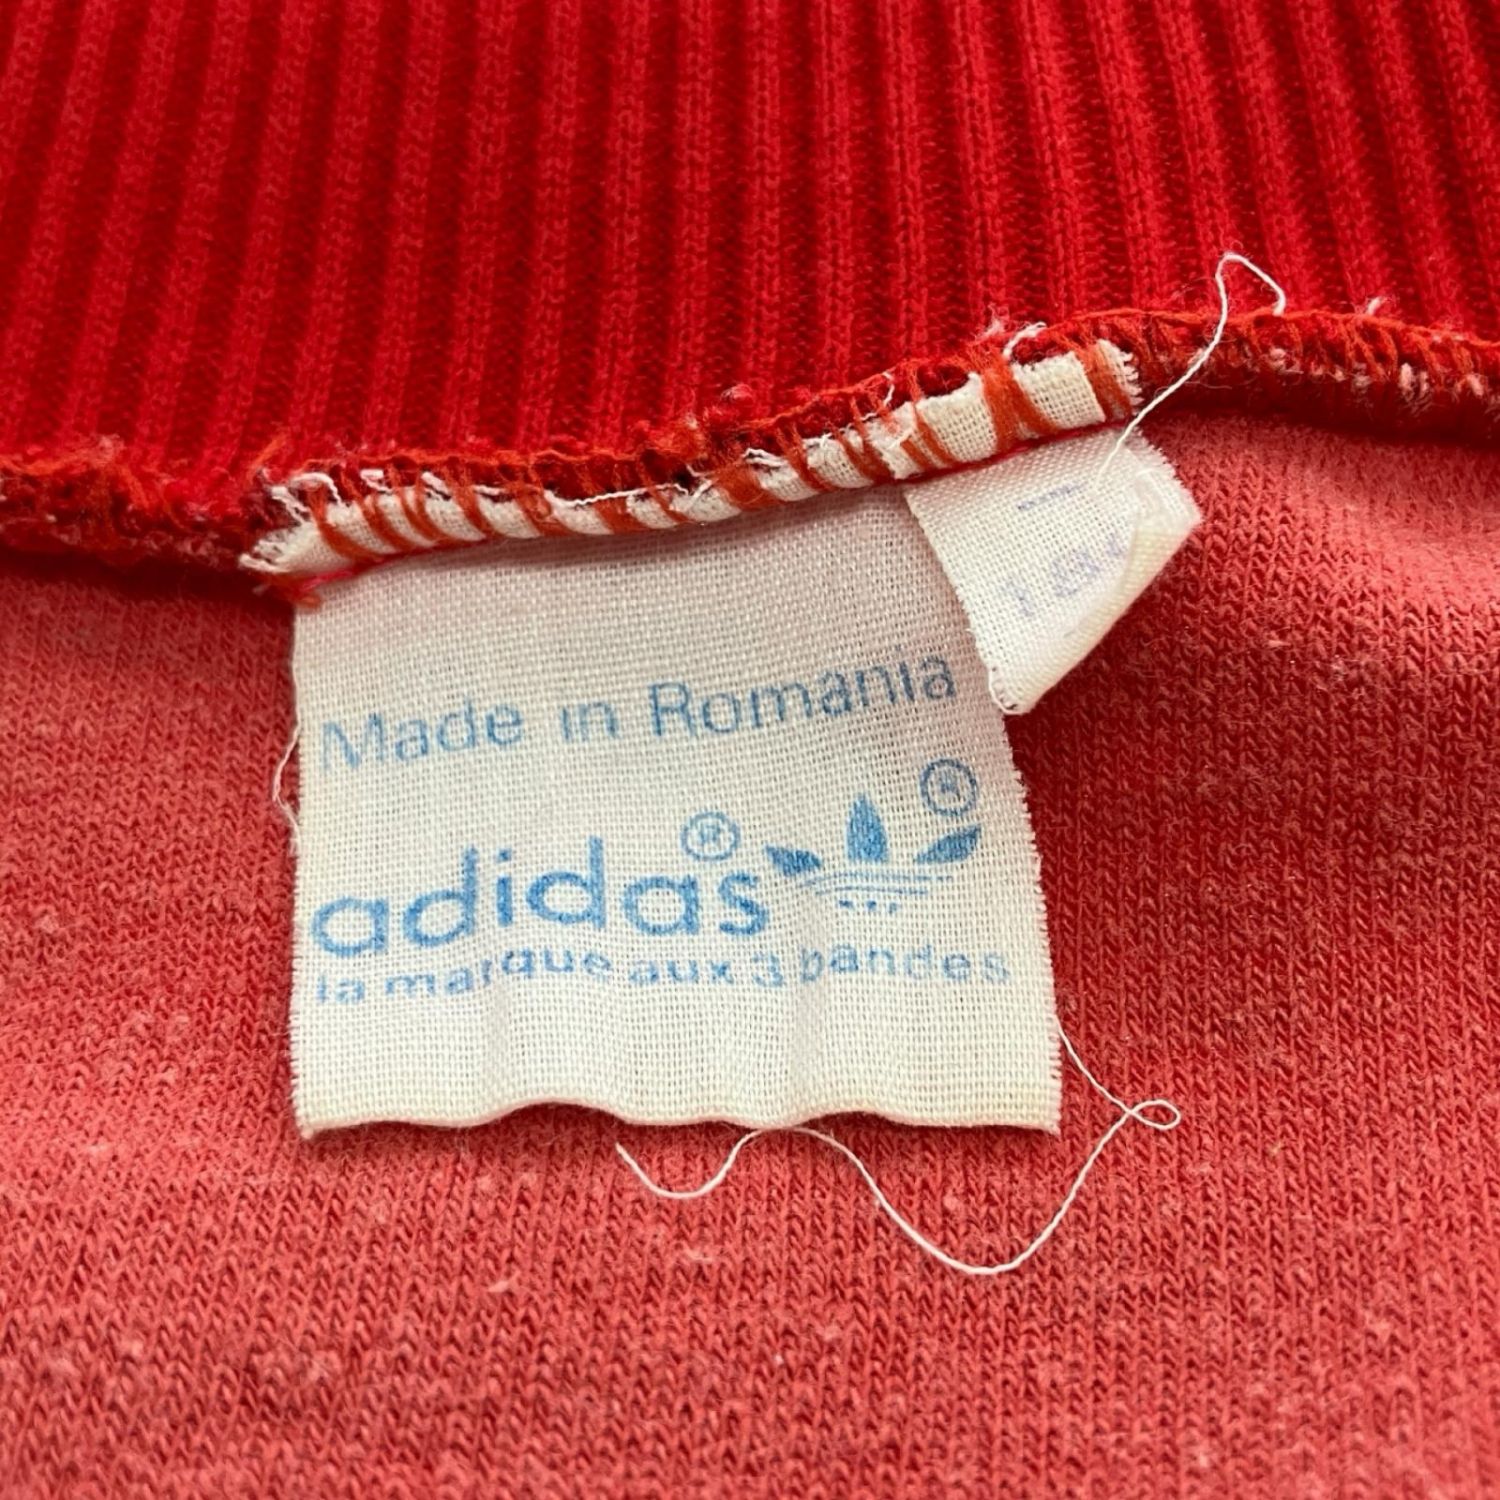 Made in Romania
adidas® ®
la marque aux 3 bandes